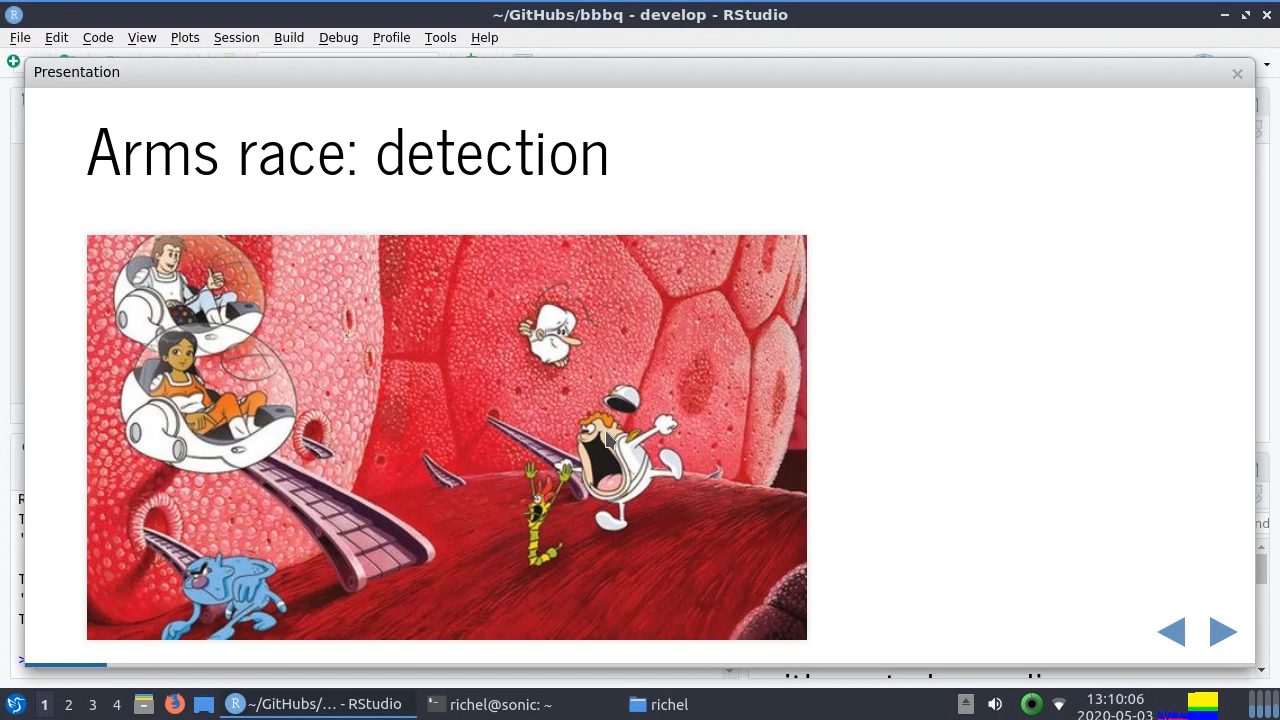 ~/GitHubs/bbbq - develop - RStudio
File Edit Code View Plots Session Build Debug Profile Tools Help
Presentation
Arms race: detection
1 2 3 4 ~/GitHubs/... - RStudio richel@sonic: ~ richel 13:10:06
2020-05-03